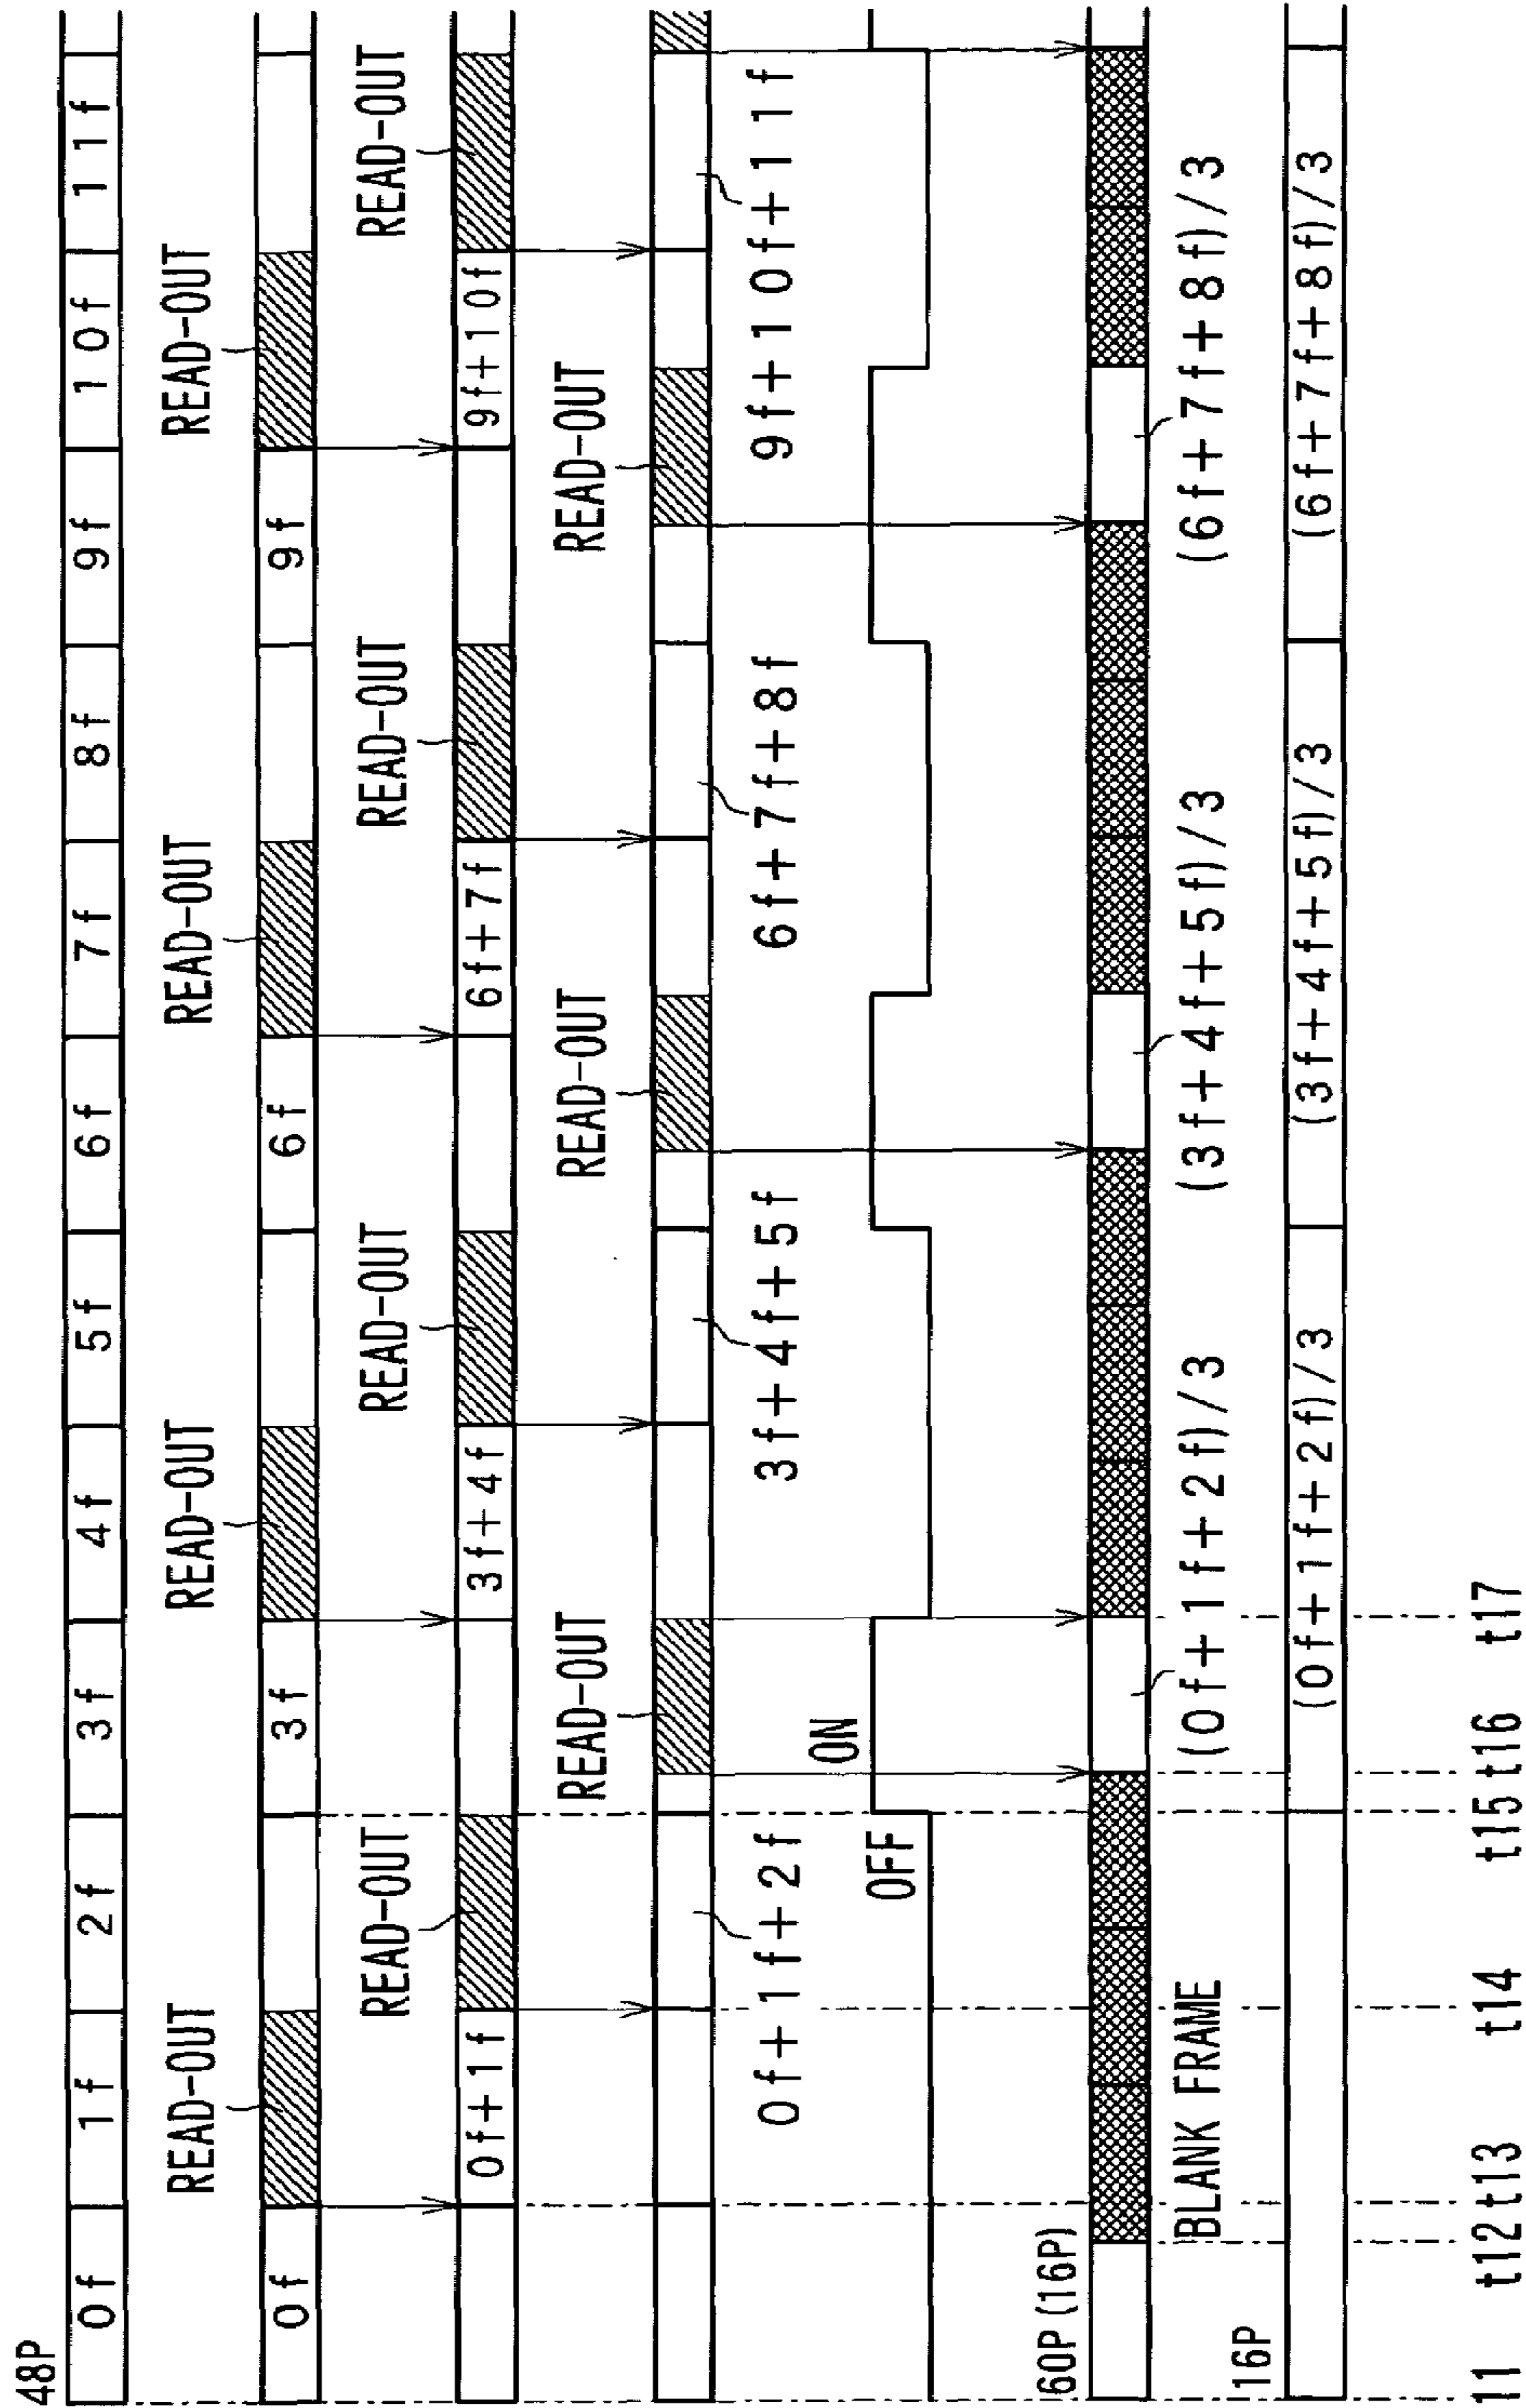 48P
0f 1f 2f 3f 4f 5f 6f 7f 8f 9f 10f 11f
READ-OUT READ-OUT READ-OUT READ-OUT
0f 3f 6f 9f
READ-OUT READ-OUT READ-OUT READ-OUT
0f+1f 3f+4f 6f+7f 9f+10f
READ-OUT READ-OUT READ-OUT
0f+1f+2f 3f+4f+5f 6f+7f+8f 9f+10f+11f
ON
OFF
60P(16P)
BLANK FRAME (0f+1f+2f)/3 (3f+4f+5f)/3 (6f+7f+8f)/3
16P
(0f+1f+2f)/3 (3f+4f+5f)/3 (6f+7f+8f)/3
11 t12 t13 t14 t15 t16 t17